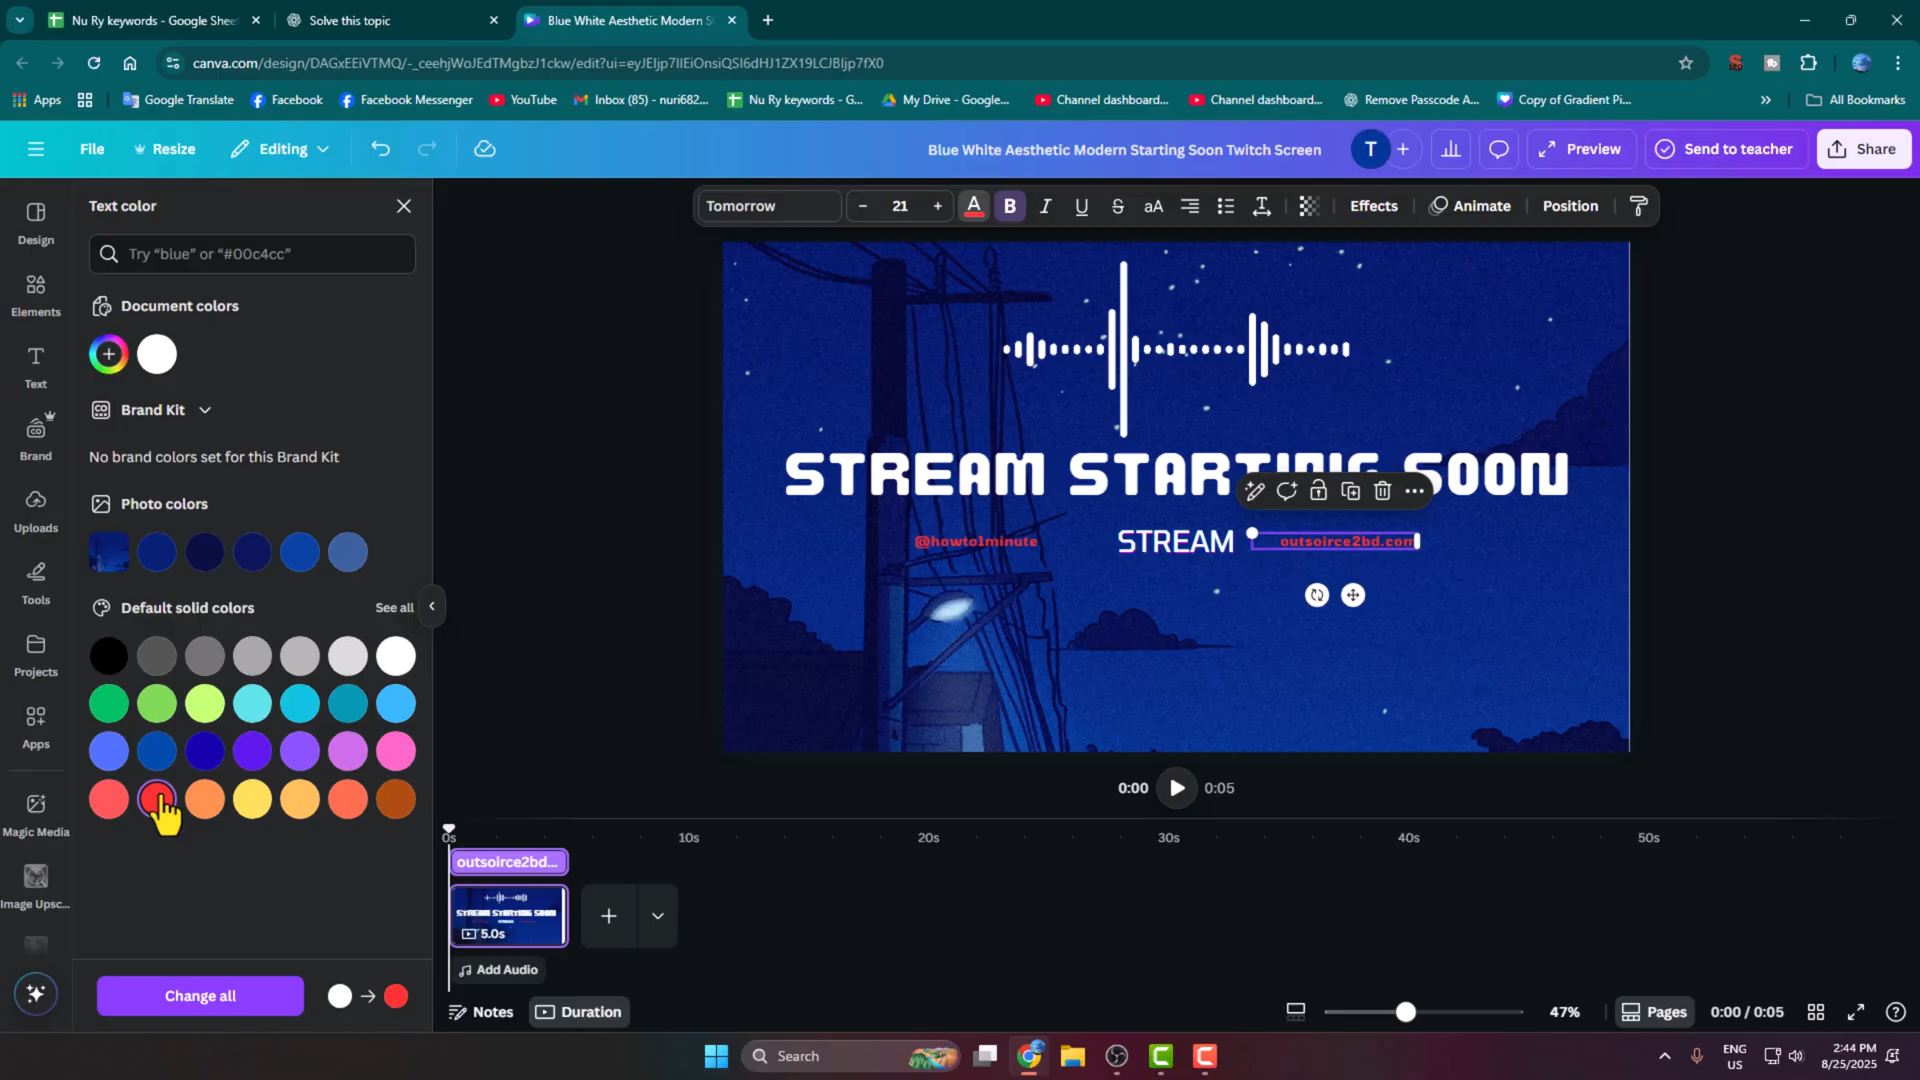 Nu Ry keywords - Google Shee
Solve this topic
Blue White Aesthetic Modern S
canva.com/design/DAGxEEiVTMQ/-_ceehjWoJEdTMgbzJ1ckw/edit?ui=eyJEIjp7IlEiOnsiQSI6dHJ1ZX19LCJBIjp7fX0
Apps
Google Translate
Facebook
Facebook Messenger
YouTube
Inbox (85) - nuri682...
Nu Ry keywords - G...
My Drive - Google...
Channel dashboard...
Channel dashboard...
Remove Passcode A...
Copy of Gradient Pi...
All Bookmarks
File
Resize
Editing
Blue White Aesthetic Modern Starting Soon Twitch Screen
T
Preview
Send to teacher
Share
Design
Elements
Text
Brand
Uploads
Tools
Projects
Apps
Magic Media
Image Upsc...
Text color
Try “blue” or “#00c4cc”
Document colors
Brand Kit
No brand colors set for this Brand Kit
Photo colors
Default solid colors
See all
Change all
Tomorrow
21
A
B
I
U
S
aA
Effects
Animate
Position
STREAM STARTING SOON
@howto1minute
STREAM
outsoirce2bd.com
0:00
0:05
0s
10s
20s
30s
40s
50s
outsoirce2bd...
STREAM STARTING SOON
5.0s
Add Audio
Notes
Duration
47%
Pages
0:00 / 0:05
Search
ENG
US
2:44 PM
8/25/2025